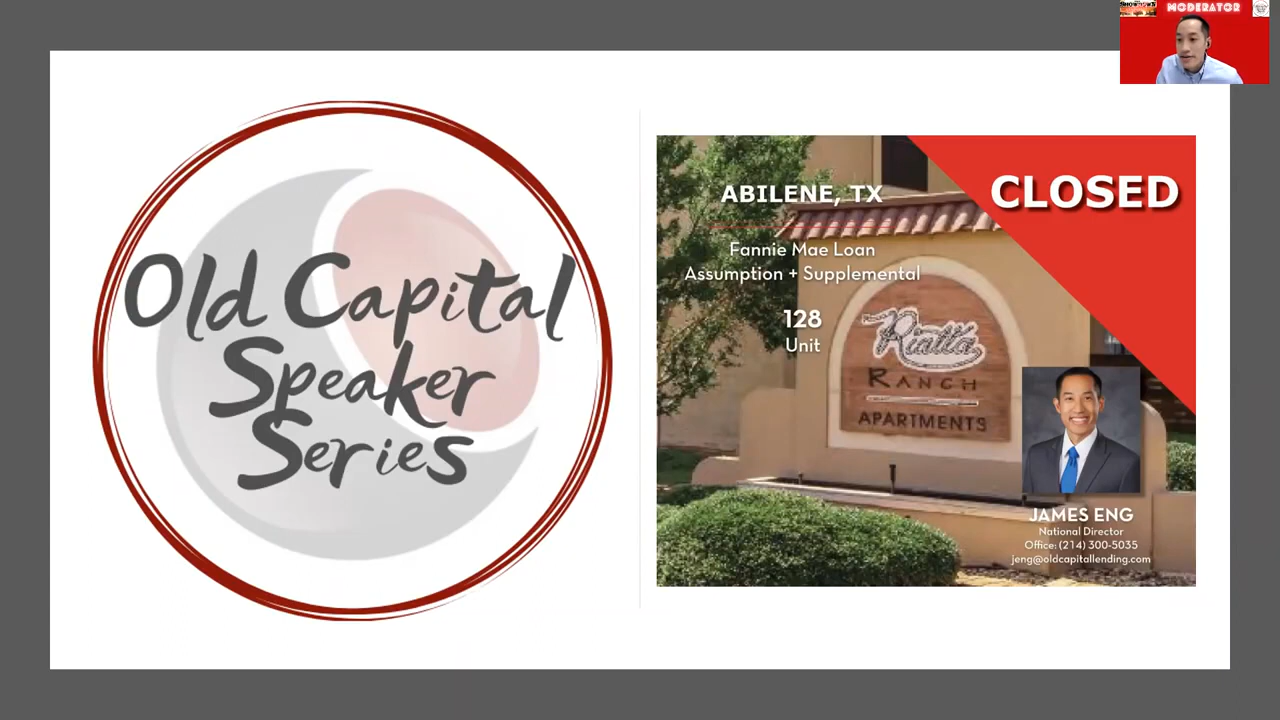 MODERATOR
Old Capital
Speaker
Series
ABILENE, TX
Fannie Mae Loan
Assumption + Supplemental
128
Unit
CLOSED
Riatta
RANCH
APARTMENTS
JAMES ENG
National Director
Office: (214) 300-5035
jeng@oldcapitallending.com